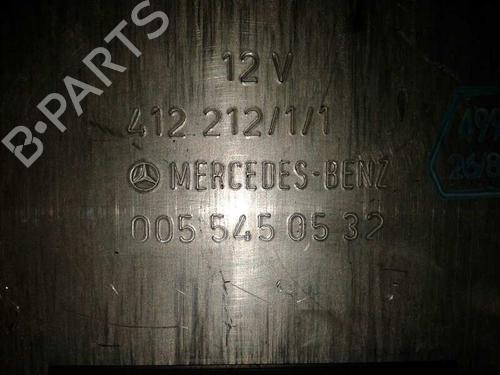 B-PARTS
12 V
412 212/1/1
MERCEDES-BENZ
005 545 05 32